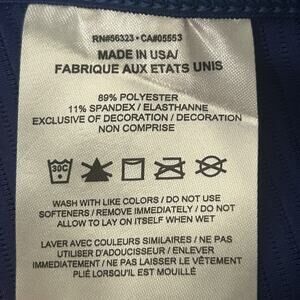 RN#56323 • CA#05553
MADE IN USA/
FABRIQUE AUX ETATS UNIS
89% POLYESTER
11% SPANDEX / ELASTHANNE
EXCLUSIVE OF DECORATION / DECORATION
NON COMPRISE
30C
WASH WITH LIKE COLORS / DO NOT USE
SOFTENERS / REMOVE IMMEDIATELY / DO NOT
ALLOW TO LAY ON ITSELF WHEN WET
LAVER AVEC COULEURS SIMILAIRES / NE PAS
UTILISER D'ADOUCISSEUR / ENLEVER
IMMEDIATEMENT / NE PAS LAISSER LE VÊTEMENT
PLIÉ LORSQU'IL EST MOUILLÉ